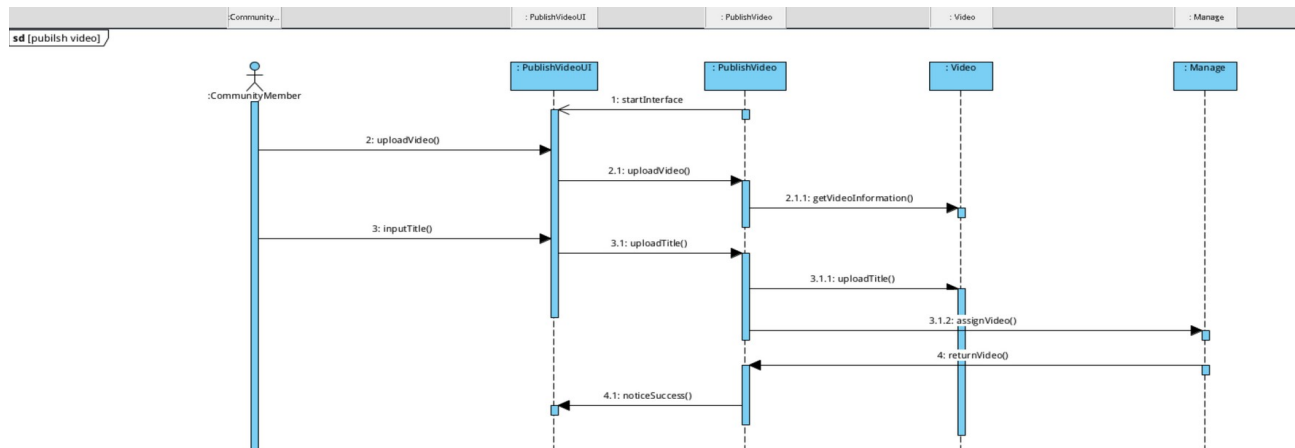 :Community...
: PublishVideoUI
: PublishVideo
: Video
: Manage
sd [pubilsh video]
: PublishVideoUI
: PublishVideo
: Video
: Manage
:CommunityMember
1: startInterface
2: uploadVideo()
2.1: uploadVideo()
2.1.1: getVideoInformation()
3: inputTitle()
3.1: uploadTitle()
3.1.1: uploadTitle()
3.1.2: assignVideo()
4: returnVideo()
4.1: noticeSuccess()